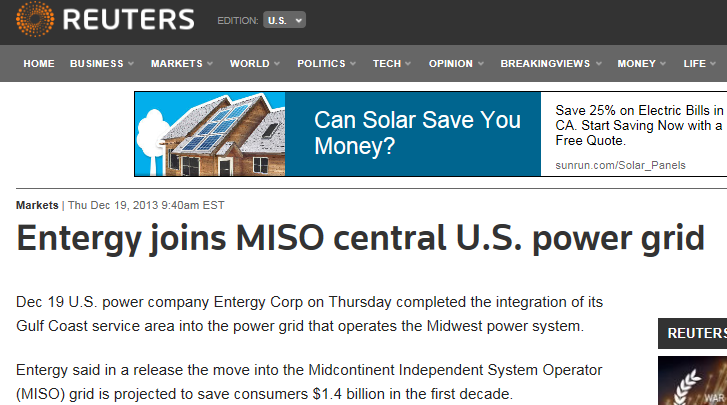 REUTERS EDITION: U.S.
HOME BUSINESS MARKETS WORLD POLITICS TECH OPINION BREAKINGVIEWS MONEY LIFE
Can Solar Save You
Money?
Save 25% on Electric Bills in
CA. Start Saving Now with a
Free Quote.
sunrun.com/Solar_Panels
Markets | Thu Dec 19, 2013 9:40am EST
Entergy joins MISO central U.S. power grid
Dec 19 U.S. power company Entergy Corp on Thursday completed the integration of its
Gulf Coast service area into the power grid that operates the Midwest power system.
Entergy said in a release the move into the Midcontinent Independent System Operator
(MISO) grid is projected to save consumers $1.4 billion in the first decade.
REUTERS
WAR